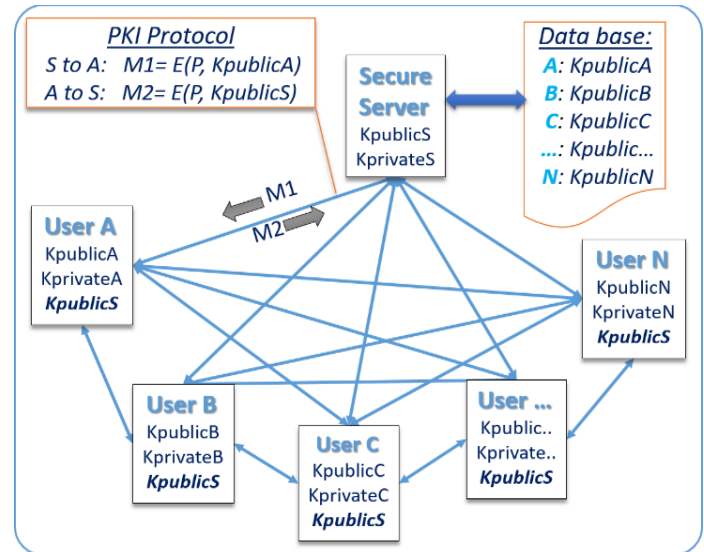 PKI Protocol
S to A: M1= E(P, KpublicA)
A to S: M2= E(P, KpublicS)
Secure
Server
KpublicS
KprivateS
Data base:
A: KpublicA
B: KpublicB
C: KpublicC
...: Kpublic...
N: KpublicN
M1
M2
User A
KpublicA
KprivateA
KpublicS
User N
KpublicN
KprivateN
KpublicS
User B
KpublicB
KprivateB
KpublicS
User C
KpublicC
KprivateC
KpublicS
User ...
Kpublic..
Kprivate..
KpublicS